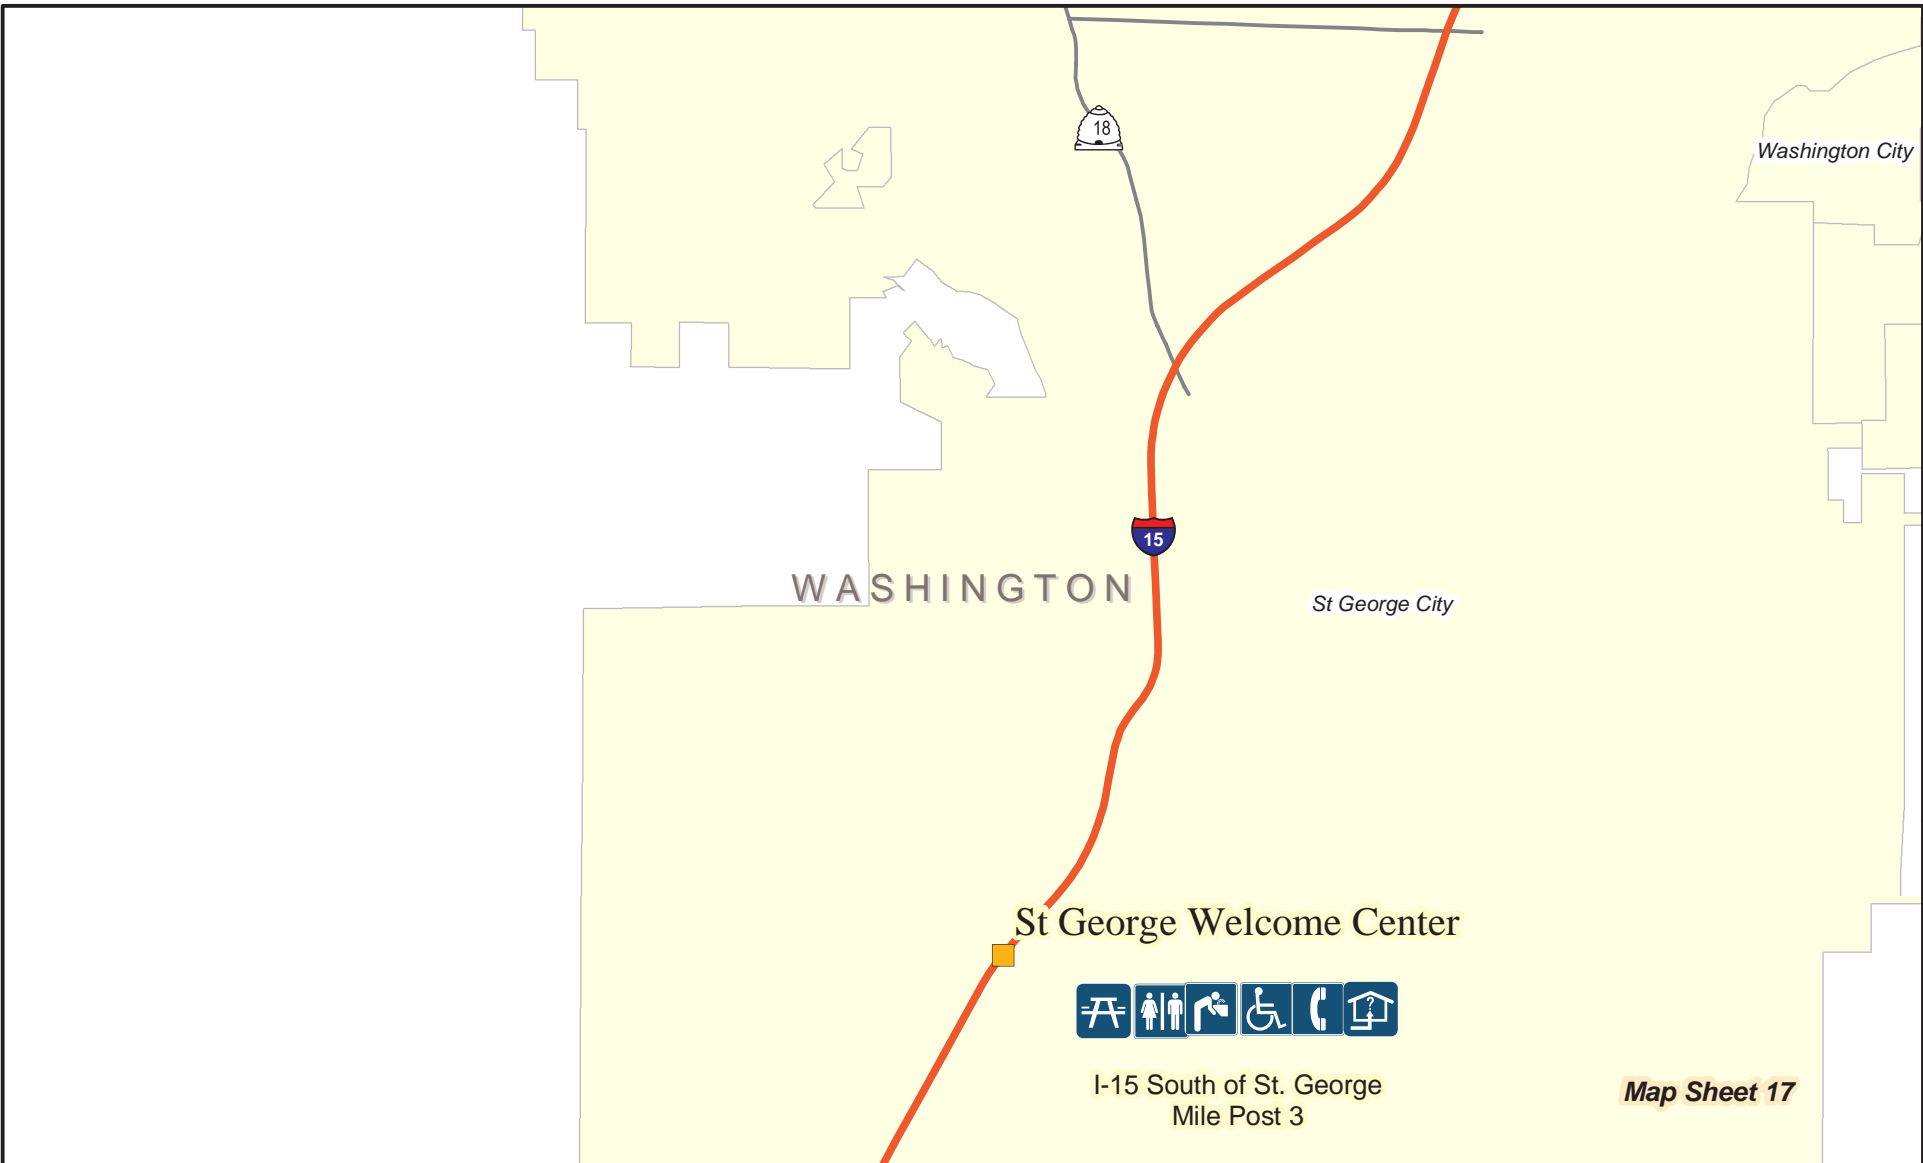 18
Washington City
15
WASHINGTON
St George City
St George Welcome Center
?
I-15 South of St. George
Mile Post 3
Map Sheet 17